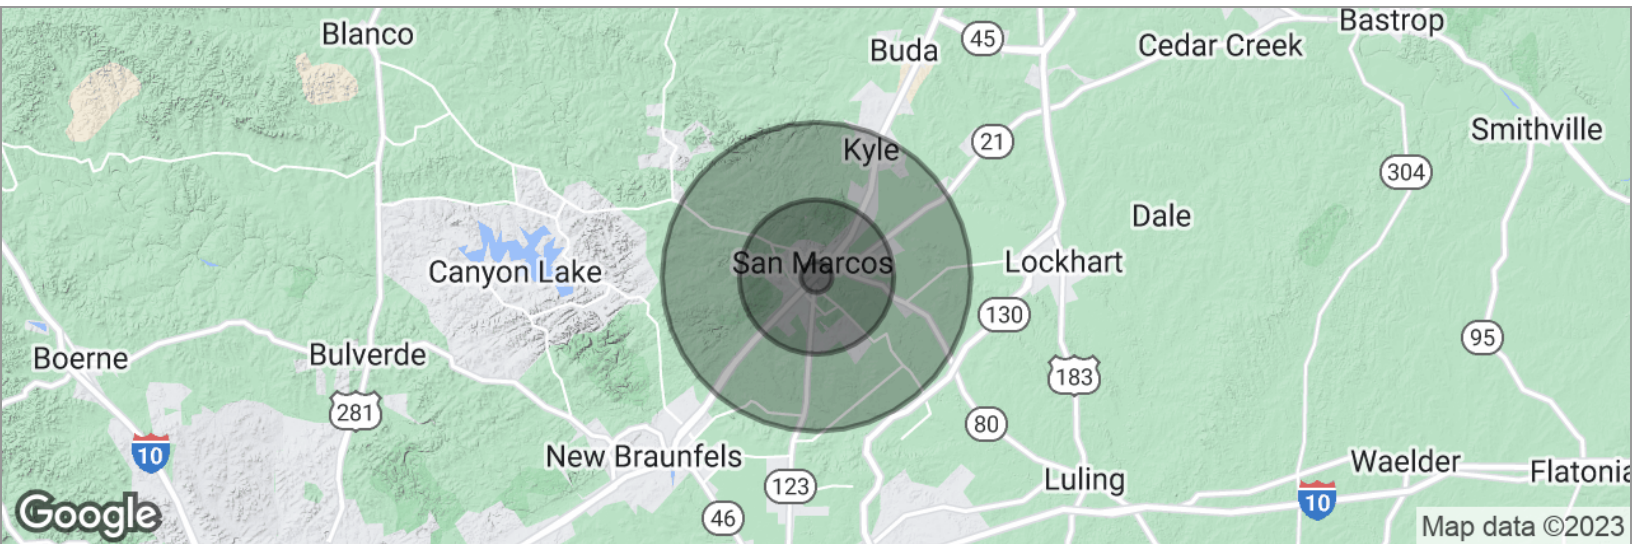 Bastrop
Blanco
45
Cedar Creek
Buda
Smithville
21
Kyle
304
Dale
San Marcos
Lockhart
Canyon Lake
130
95
Boerne
Bulverde
183
281
80
10
New Braunfels
Waelder
Flatonia
Luling
123
10
46
Google
Map data ©2023